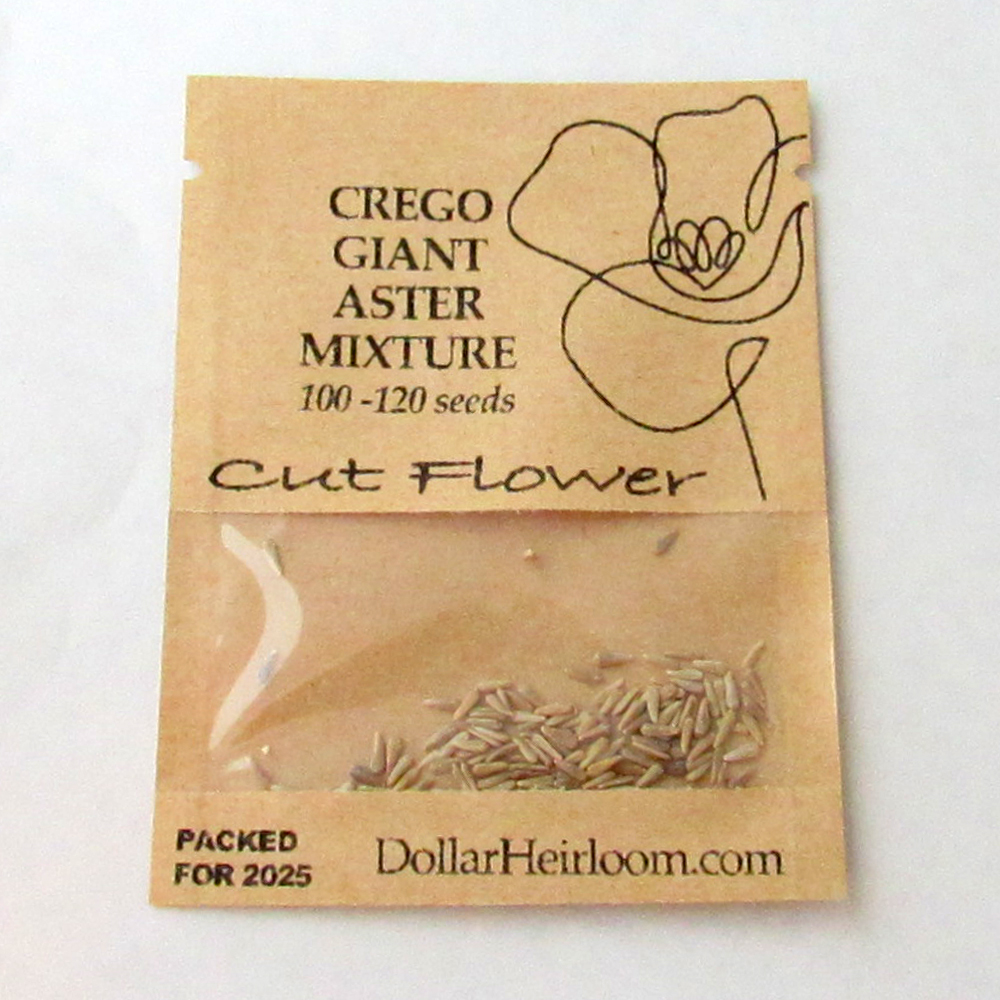 CREGO
GIANT
ASTER
MIXTURE
100 -120 seeds
Cut Flower
PACKED
FOR 2025
DollarHeirloom.com